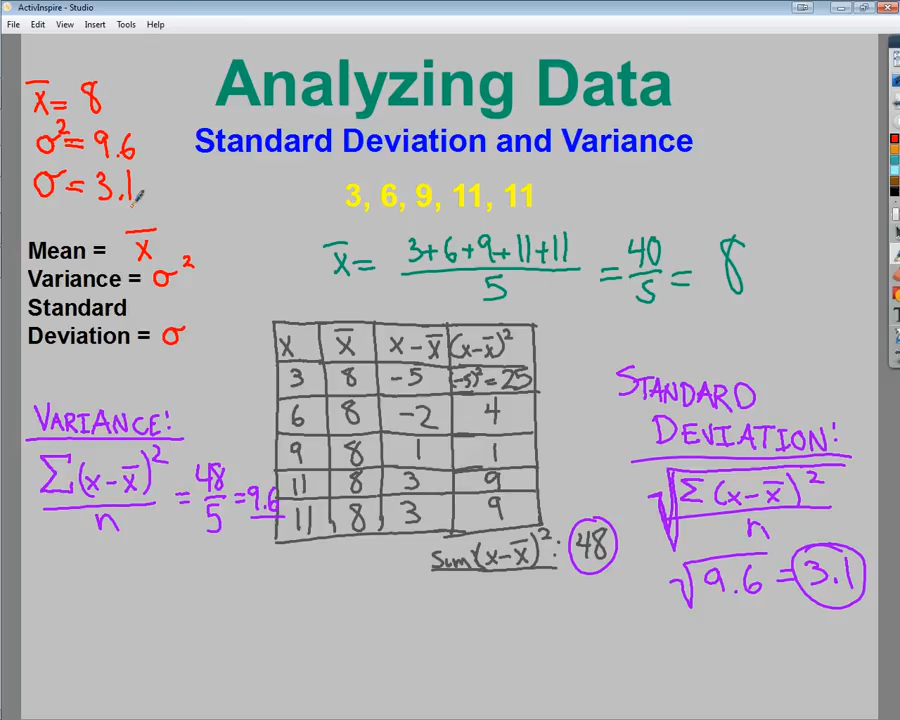 ActivInspire - Studio
File Edit View Insert Tools Help
Analyzing Data
Standard Deviation and Variance
3, 6, 9, 11, 11
x̅ = 8
σ² = 9.6
σ = 3.1
Mean = x̅
Variance = σ²
Standard
Deviation = σ
x̅ = (3+6+9+11+11)/5 = 40/5 = 8
x x̅ x-x̅ (x-x̅)²
3 8 -5 (-5)² = 25
6 8 -2 4
9 8 1 1
11 8 3 9
11 8 3 9
Sum (x-x̅)²: 48
VARIANCE:
Σ(x-x̅)²/n = 48/5 = 9.6
STANDARD
DEVIATION:
√(Σ(x-x̅)²/n)
√9.6 = 3.1